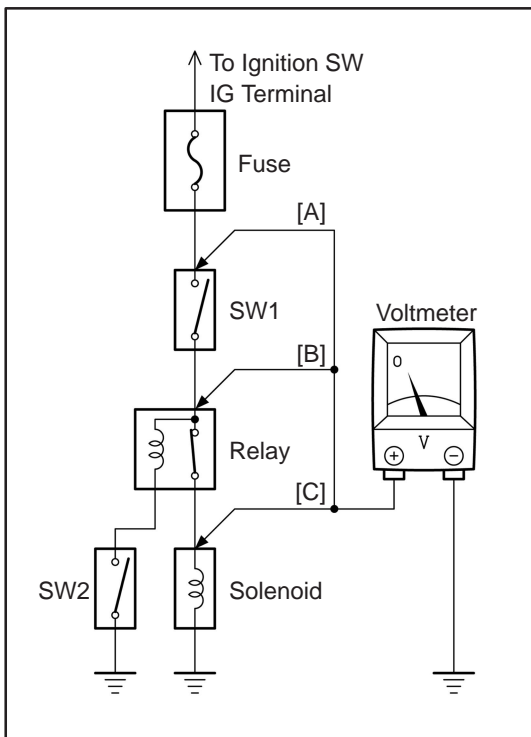 To Ignition SW
IG Terminal
Fuse
[A]
SW1
Voltmeter
0
[B]
V
+ −
Relay
[C]
SW2
Solenoid